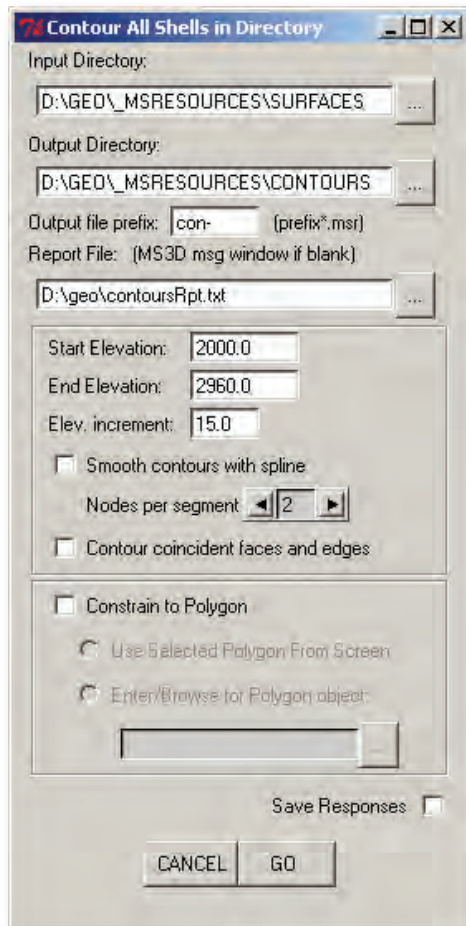 Contour All Shells in Directory
Input Directory:
D:\GEO\_MSRESOURCES\SURFACES ...
Output Directory:
D:\GEO\_MSRESOURCES\CONTOURS ...
Output file prefix: con- (prefix*.msr)
Report File: (MS3D msg window if blank)
D:\geo\contoursRpt.txt ...
Start Elevation: 2000.0
End Elevation: 2960.0
Elev. increment: 15.0
Smooth contours with spline
Nodes per segment 2
Contour coincident faces and edges
Constrain to Polygon
Use Selected Polygon From Screen
Enter/Browse for Polygon object:
...
Save Responses
CANCEL GO